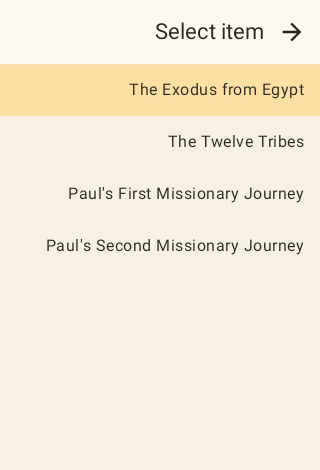 Select item
The Exodus from Egypt
The Twelve Tribes
Paul's First Missionary Journey
Paul's Second Missionary Journey